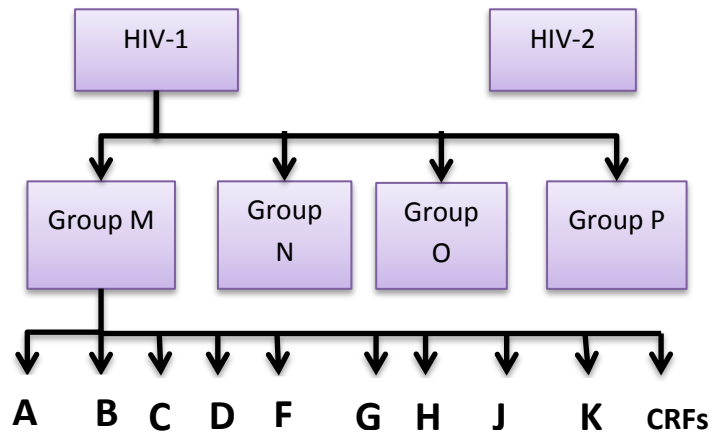 HIV-1
HIV-2
Group M
Group
N
Group
O
Group P
A B C D F G H J K CRFs